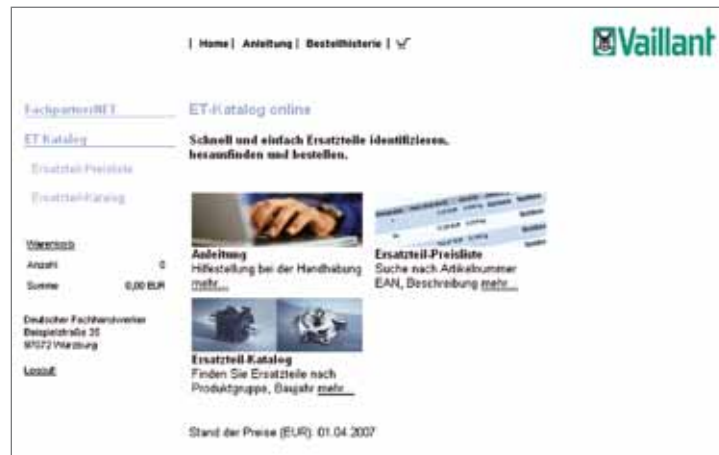 | Home | Anleitung | Bestellhistorie |
Vaillant
FachpartnerNET
ET Katalog
Ersatzteil-Preisliste
Ersatzteil-Katalog
Warenkorb
Anzahl 0
Summe 0,00 EUR
Deutscher Fachhandwerker
Beispielstraße 25
97072 Würzburg
Logout
ET-Katalog online
Schnell und einfach Ersatzteile identifizieren,
herausfinden und bestellen.
Anleitung
Hilfestellung bei der Handhabung
mehr...
Ersatzteil-Preisliste
Suche nach Artikelnummer
EAN, Beschreibung mehr...
Ersatzteil-Katalog
Finden Sie Ersatzteile nach
Produktgruppe, Baujahr mehr...
Stand der Preise (EUR): 01.04.2007